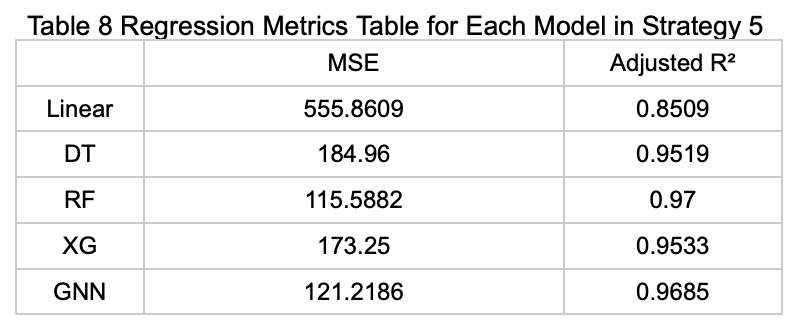 Table 8 Regression Metrics Table for Each Model in Strategy 5
MSE Adjusted R²
Linear 555.8609 0.8509
DT 184.96 0.9519
RF 115.5882 0.97
XG 173.25 0.9533
GNN 121.2186 0.9685